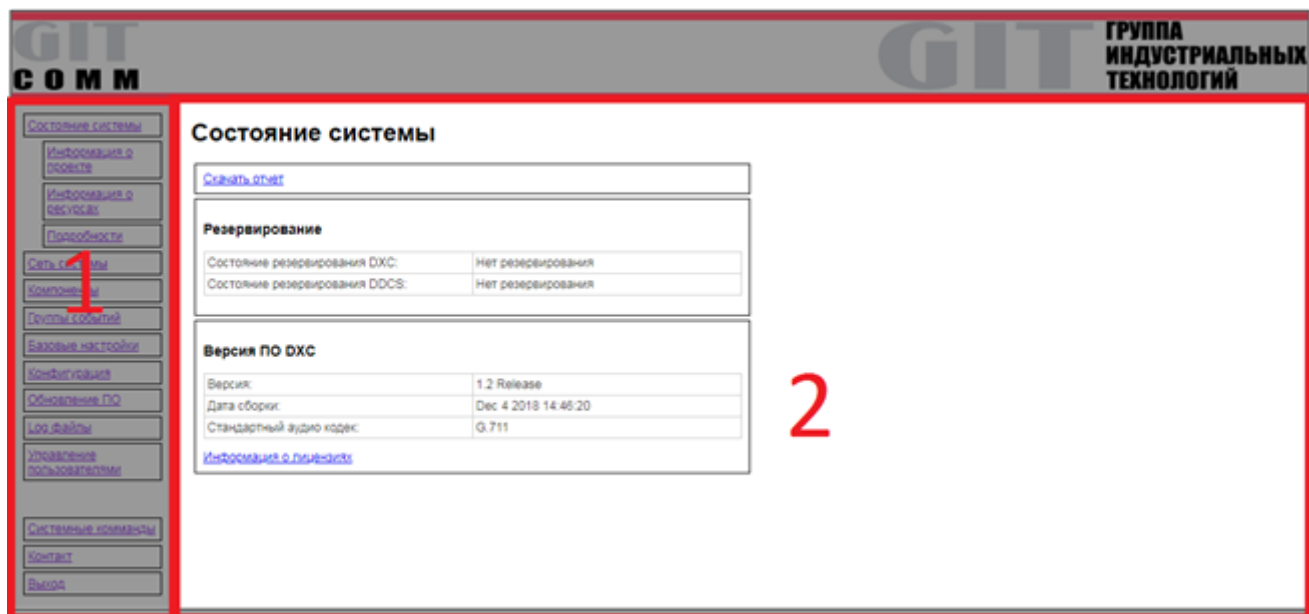 GIT
COMM
GIT
ГРУППА
ИНДУСТРИАЛЬНЫХ
ТЕХНОЛОГИЙ
Состояние системы
Информация о
проекте
Информация о
ресурсах
Подробности
Сеть системы
Компоненты
Группы событий
Базовые настройки
Конфигурация
Обновление ПО
Log файлы
Управление
пользователями
Системные комманды
Контакт
Выход
1
Состояние системы
Скачать отчет
Резервирование
Состояние резервирования DXC: Нет резервирования
Состояние резервирования DDCS: Нет резервирования
Версия ПО DXC
Версия: 1.2 Release
Дата сборки: Dec 4 2018 14:46:20
Стандартный аудио кодек: G.711
Информация о лицензиях
2